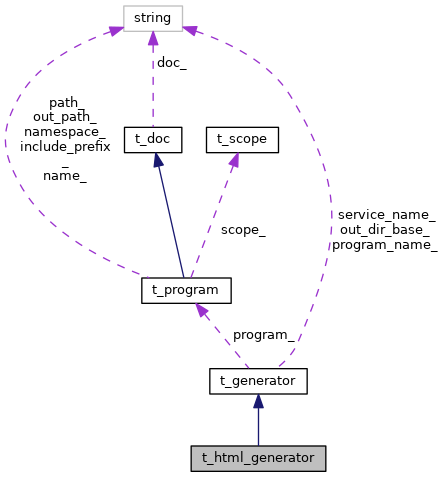 string
doc_
path_
out_path_
namespace_
include_prefix
_
name_
t_doc
t_scope
service_name_
out_dir_base_
program_name_
scope_
t_program
program_
t_generator
t_html_generator